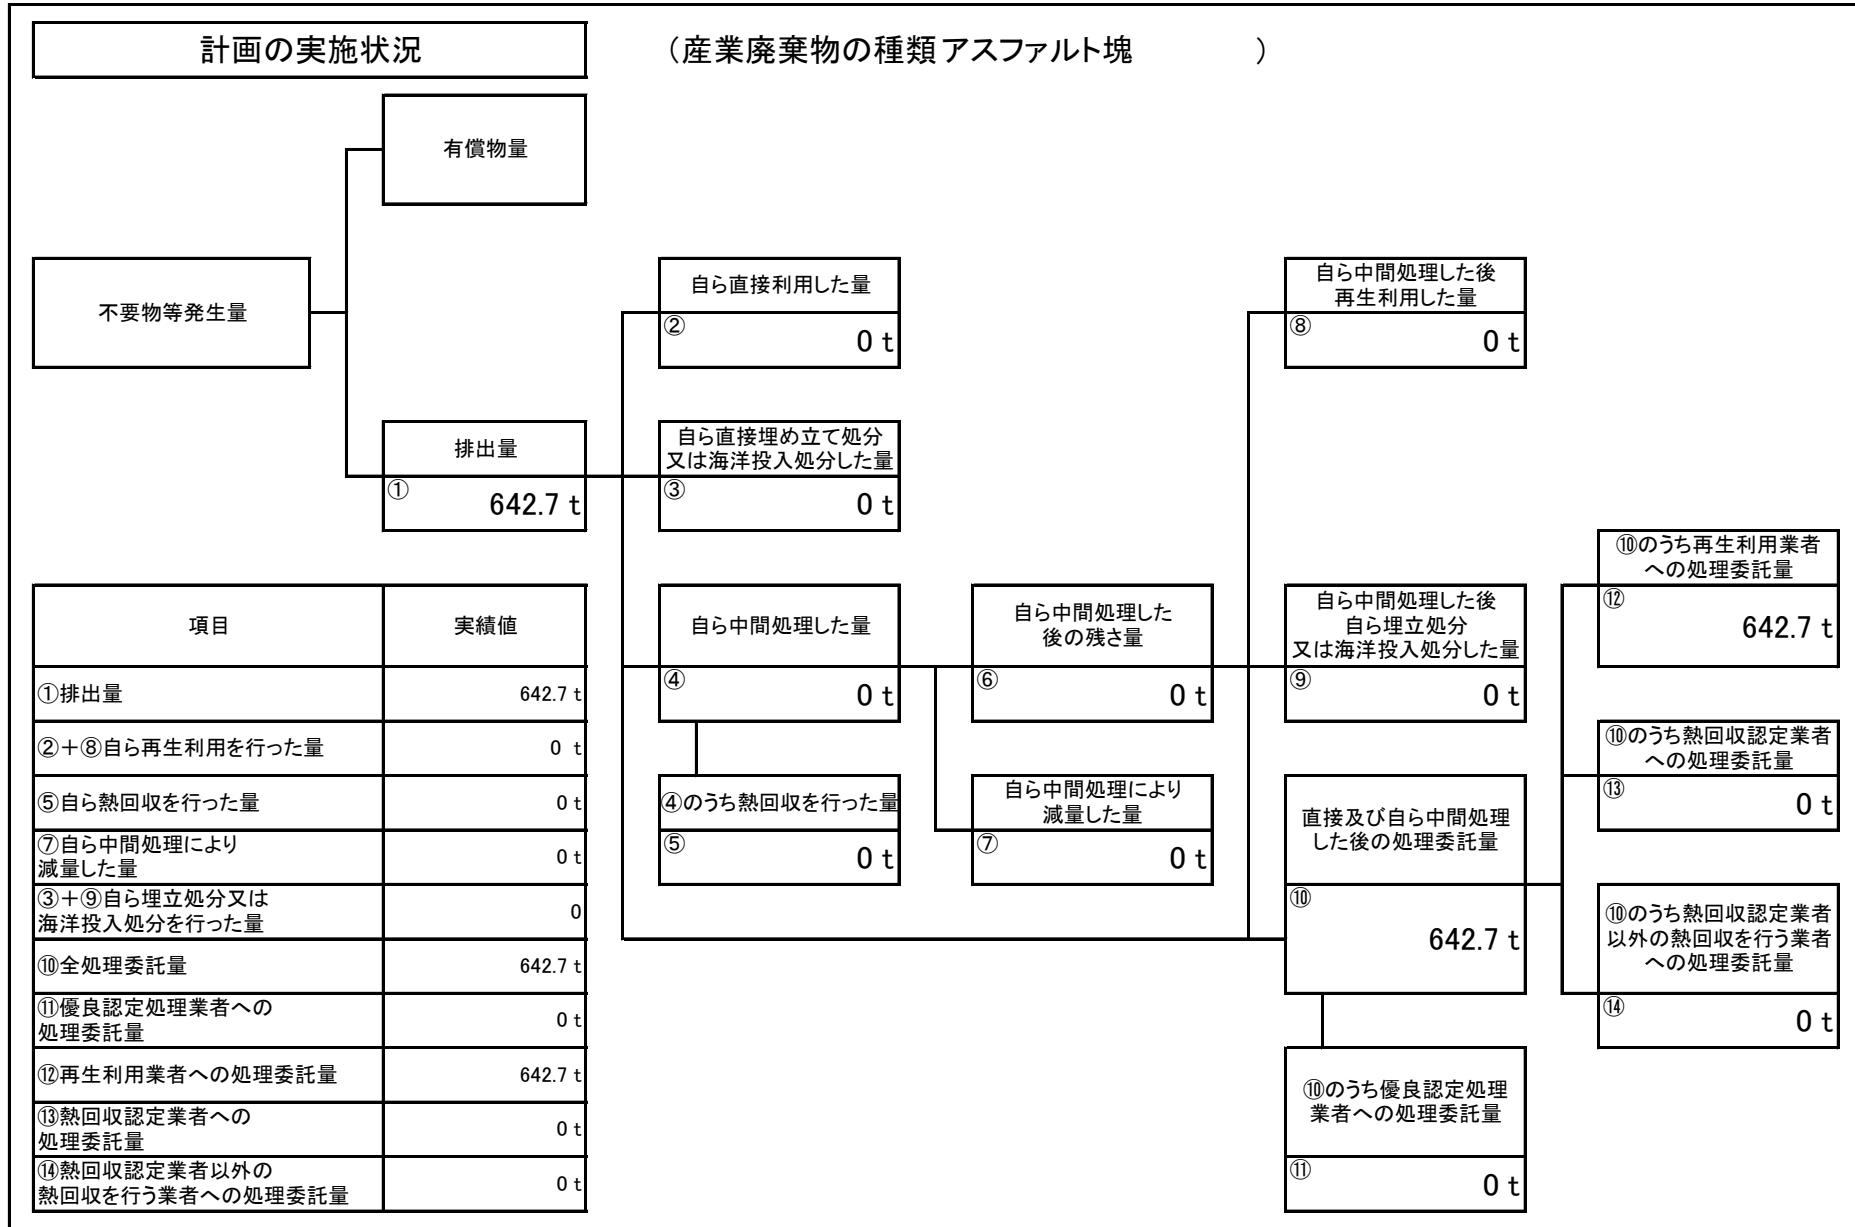 計画の実施状況
（産業廃棄物の種類アスファルト塊　　　　）
有償物量
不要物等発生量
排出量
①
642.7 t
自ら直接利用した量
②
0 t
自ら直接埋め立て処分
又は海洋投入処分した量
③
0 t
自ら中間処理した量
④
0 t
④のうち熱回収を行った量
⑤
0 t
自ら中間処理した
後の残さ量
⑥
0 t
自ら中間処理により
減量した量
⑦
0 t
自ら中間処理した後
再生利用した量
⑧
0 t
自ら中間処理した後
自ら埋立処分
又は海洋投入処分した量
⑨
0 t
直接及び自ら中間処理
した後の処理委託量
⑩
642.7 t
⑩のうち優良認定処理
業者への処理委託量
⑪
0 t
⑩のうち再生利用業者
への処理委託量
⑫
642.7 t
⑩のうち熱回収認定業者
への処理委託量
⑬
0 t
⑩のうち熱回収認定業者
以外の熱回収を行う業者
への処理委託量
⑭
0 t
項目 実績値
①排出量 642.7 t
②＋⑧自ら再生利用を行った量 0 t
⑤自ら熱回収を行った量 0 t
⑦自ら中間処理により
減量した量 0 t
③＋⑨自ら埋立処分又は
海洋投入処分を行った量 0
⑩全処理委託量 642.7 t
⑪優良認定処理業者への
処理委託量 0 t
⑫再生利用業者への処理委託量 642.7 t
⑬熱回収認定業者への
処理委託量 0 t
⑭熱回収認定業者以外の
熱回収を行う業者への処理委託量 0 t